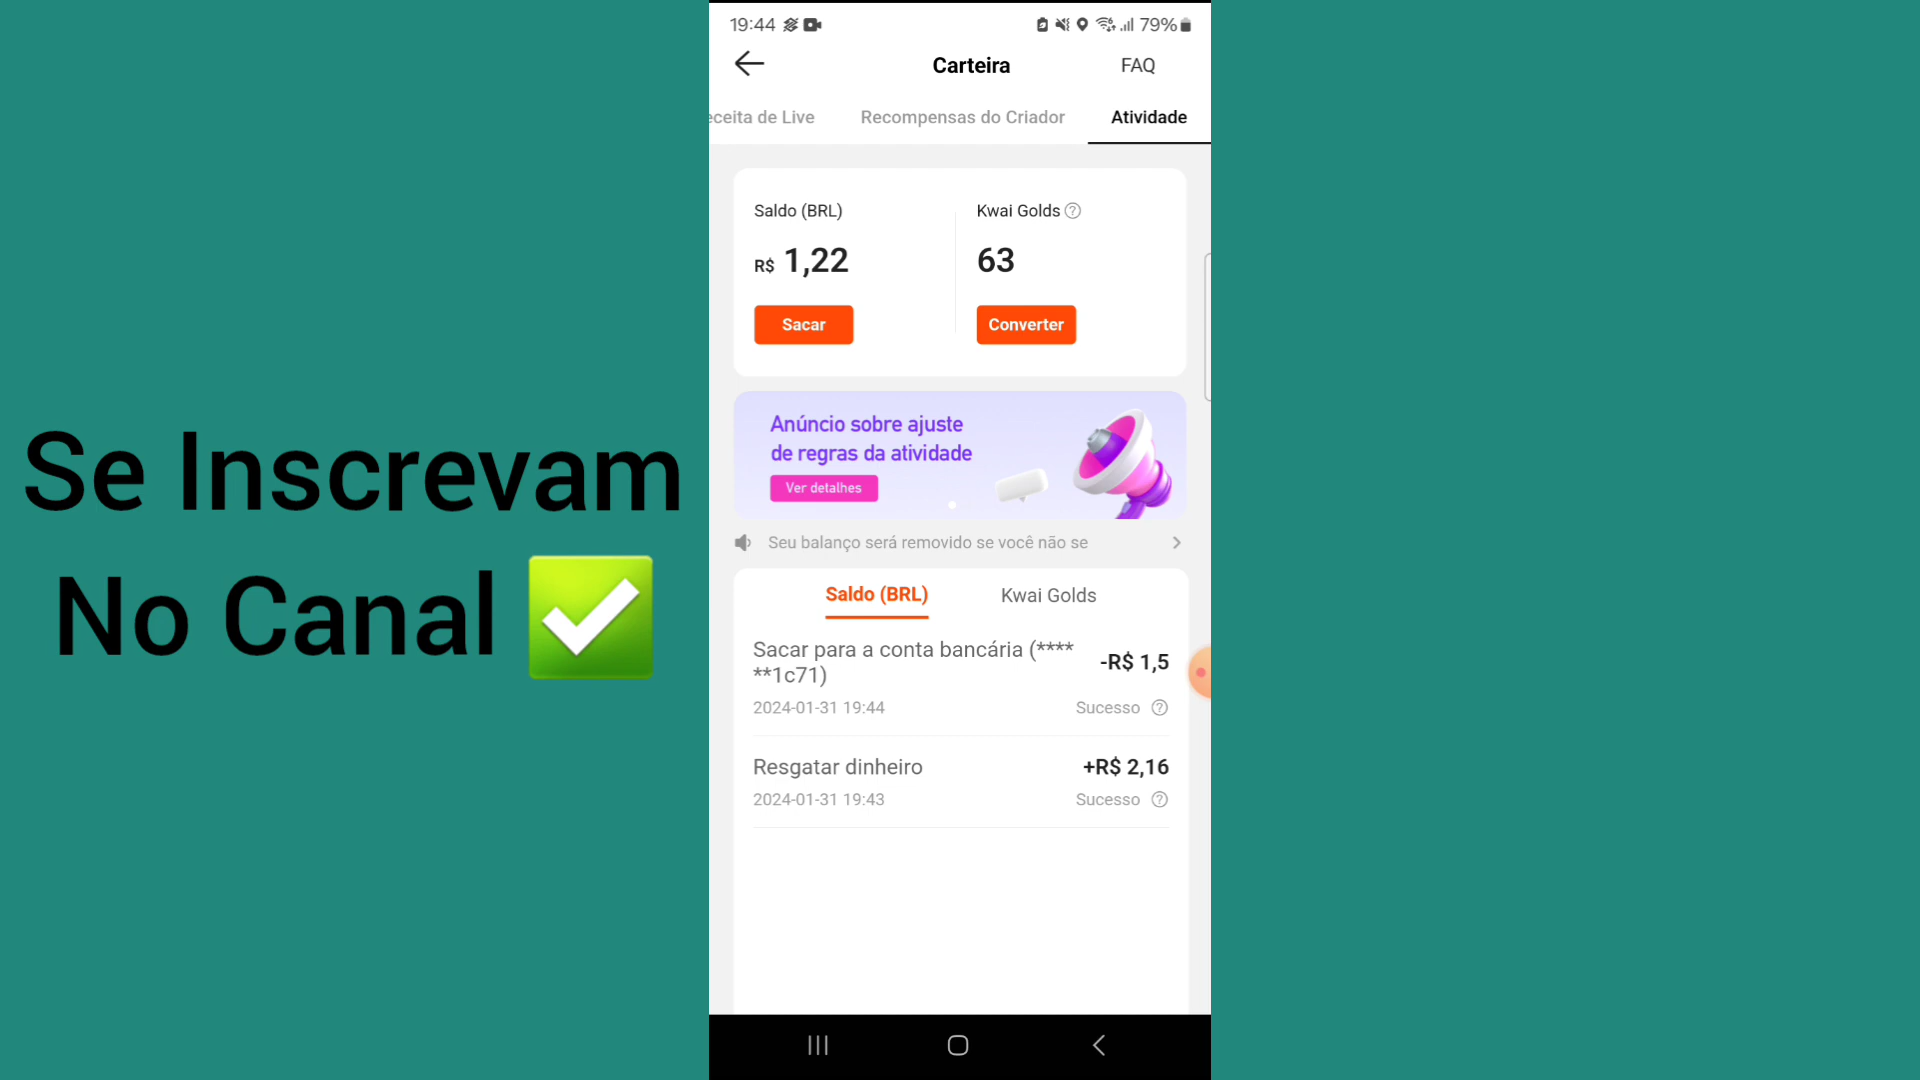 19:44
79%
Carteira
FAQ
eceita de Live
Recompensas do Criador
Atividade
Saldo (BRL)
Kwai Golds ?
R$ 1,22
63
Sacar
Converter
Anúncio sobre ajuste
de regras da atividade
Ver detalhes
Seu balanço será removido se você não se
Saldo (BRL)
Kwai Golds
Sacar para a conta bancária (****
**1c71)
-R$ 1,5
2024-01-31 19:44
Sucesso ?
Resgatar dinheiro
+R$ 2,16
2024-01-31 19:43
Sucesso ?
Se Inscrevam
No Canal ✅